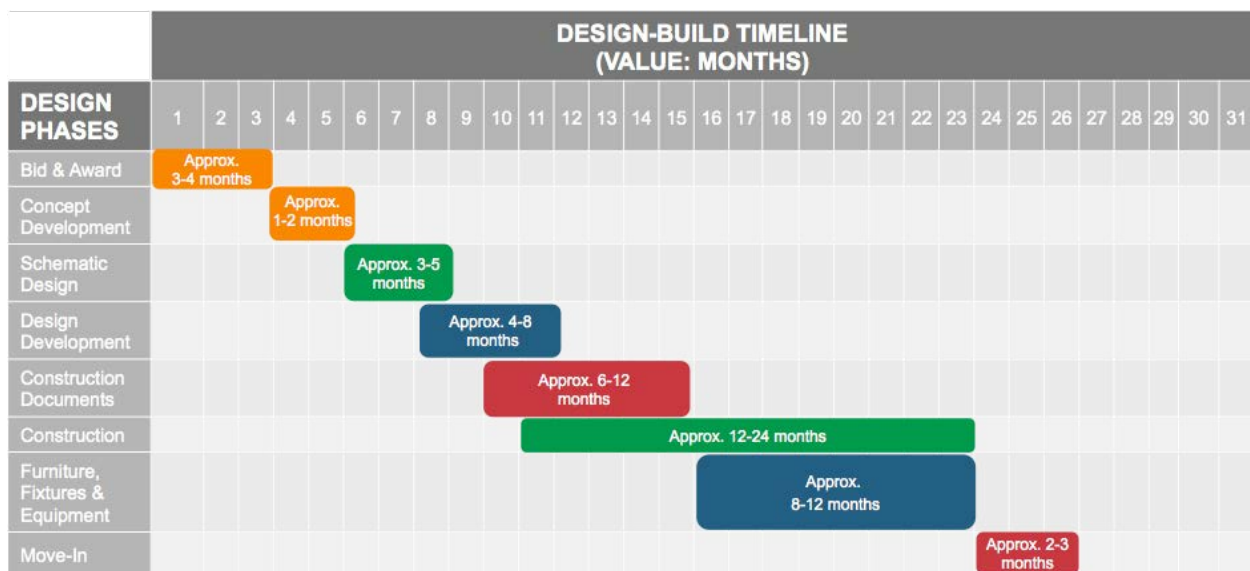 DESIGN-BUILD TIMELINE
(VALUE: MONTHS)
DESIGN
PHASES
1 2 3 4 5 6 7 8 9 10 11 12 13 14 15 16 17 18 19 20 21 22 23 24 25 26 27 28 29 30 31
Bid & Award
Approx.
3-4 months
Concept
Development
Approx.
1-2 months
Schematic
Design
Approx. 3-5
months
Design
Development
Approx. 4-8
months
Construction
Documents
Approx. 6-12
months
Construction
Approx. 12-24 months
Furniture,
Fixtures &
Equipment
Approx.
8-12 months
Move-In
Approx. 2-3
months